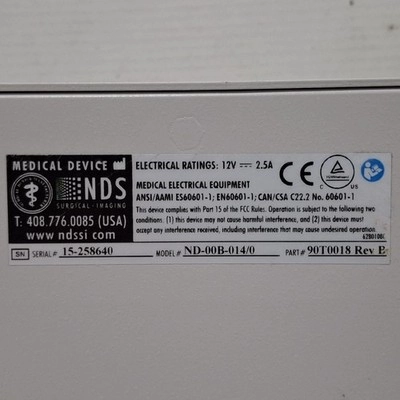 MEDICAL DEVICE
NDS
SURGICAL-IMAGING
T: 408.776.0085 (USA)
www.ndssi.com
ELECTRICAL RATINGS: 12V 2.5A
MEDICAL ELECTRICAL EQUIPMENT
ANSI/AAMI ES60601-1; EN60601-1; CAN/CSA C22.2 No. 60601-1
This device complies with Part 15 of the FCC Rules. Operation is subject to the following two
conditions: (1) this device may not cause harmful interference, and (2) this device must
accept any interference received, including interference that may cause undesired operation.
CE
C US
SN SERIAL# 15-258640 MODEL# ND-00B-014/0 PART# 90T0018 Rev